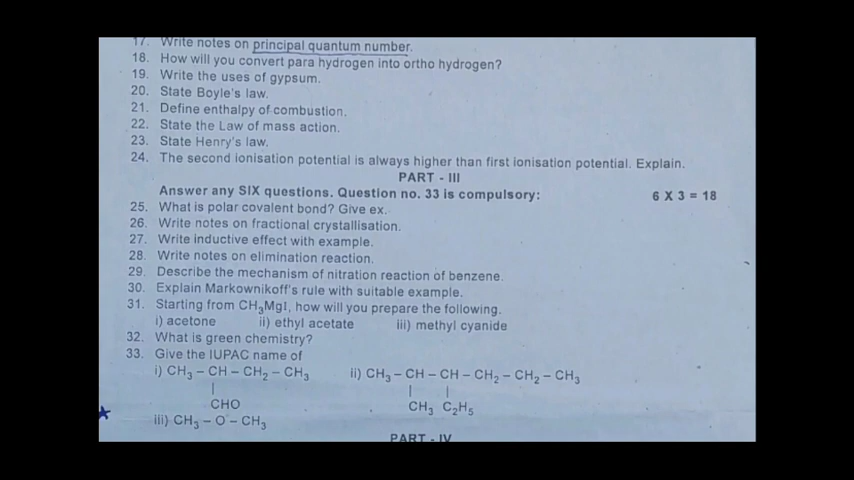 17. Write notes on principal quantum number.
18. How will you convert para hydrogen into ortho hydrogen?
19. Write the uses of gypsum.
20. State Boyle's law.
21. Define enthalpy of combustion.
22. State the Law of mass action.
23. State Henry's law.
24. The second ionisation potential is always higher than first ionisation potential. Explain.
PART - III
Answer any SIX questions. Question no. 33 is compulsory: 6 X 3 = 18
25. What is polar covalent bond? Give ex.
26. Write notes on fractional crystallisation.
27. Write inductive effect with example.
28. Write notes on elimination reaction.
29. Describe the mechanism of nitration reaction of benzene.
30. Explain Markownikoff's rule with suitable example.
31. Starting from CH₃MgI, how will you prepare the following.
i) acetone ii) ethyl acetate iii) methyl cyanide
32. What is green chemistry?
33. Give the IUPAC name of
i) CH₃ – CH – CH₂ – CH₃ ii) CH₃ – CH – CH – CH₂ – CH₂ – CH₃
| | |
CHO CH₃ C₂H₅
iii) CH₃ – O – CH₃
PART - IV